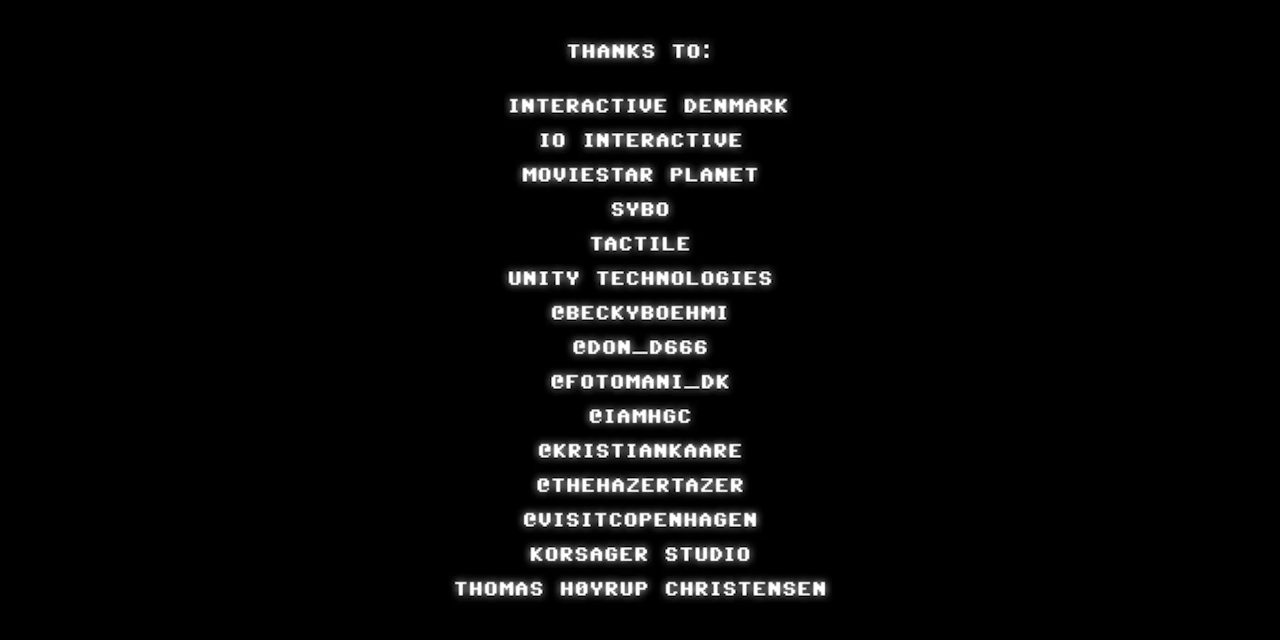 THANKS TO:
INTERACTIVE DENMARK
IO INTERACTIVE
MOVIESTAR PLANET
SYBO
TACTILE
UNITY TECHNOLOGIES
@BECKYBOEHMI
@DON_D666
@FOTOMANI_DK
@IAMHGC
@KRISTIANKAARE
@THEHAZERTAZER
@VISITCOPENHAGEN
KORSAGER STUDIO
THOMAS HØYRUP CHRISTENSEN